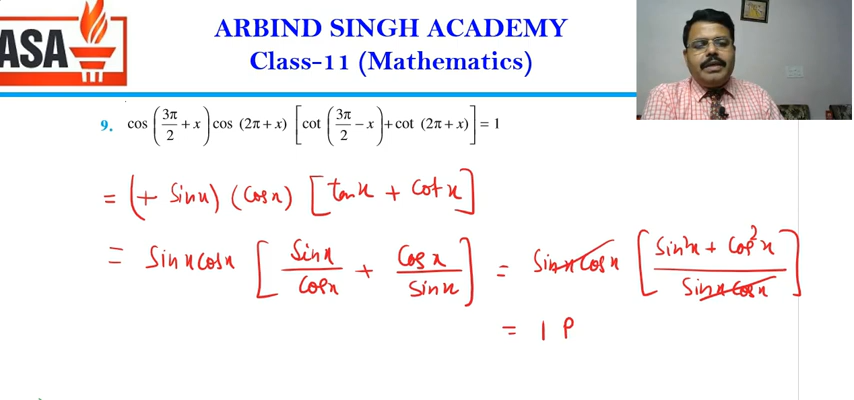 ASA
ARBIND SINGH ACADEMY
Class-11 (Mathematics)
9. cos (3π/2 + x) cos (2π + x) [cot (3π/2 − x) + cot (2π + x)] = 1
= (+ Sinx) (Cosx) [tanx + Cotx]
= Sinx cosx [Sinx/Cosx + Cosx/Sinx] = Sinx Cosx [Sin²x + Cos²x / Sinx Cosx]
= 1 P